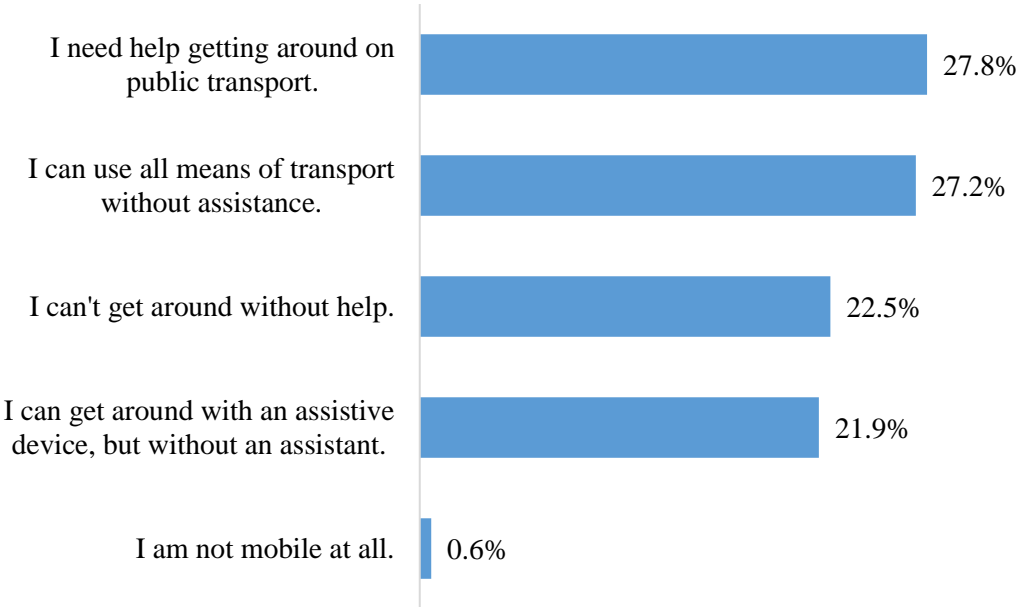 I need help getting around on
public transport.
27.8%
I can use all means of transport
without assistance.
27.2%
I can't get around without help.
22.5%
I can get around with an assistive
device, but without an assistant.
21.9%
I am not mobile at all.
0.6%